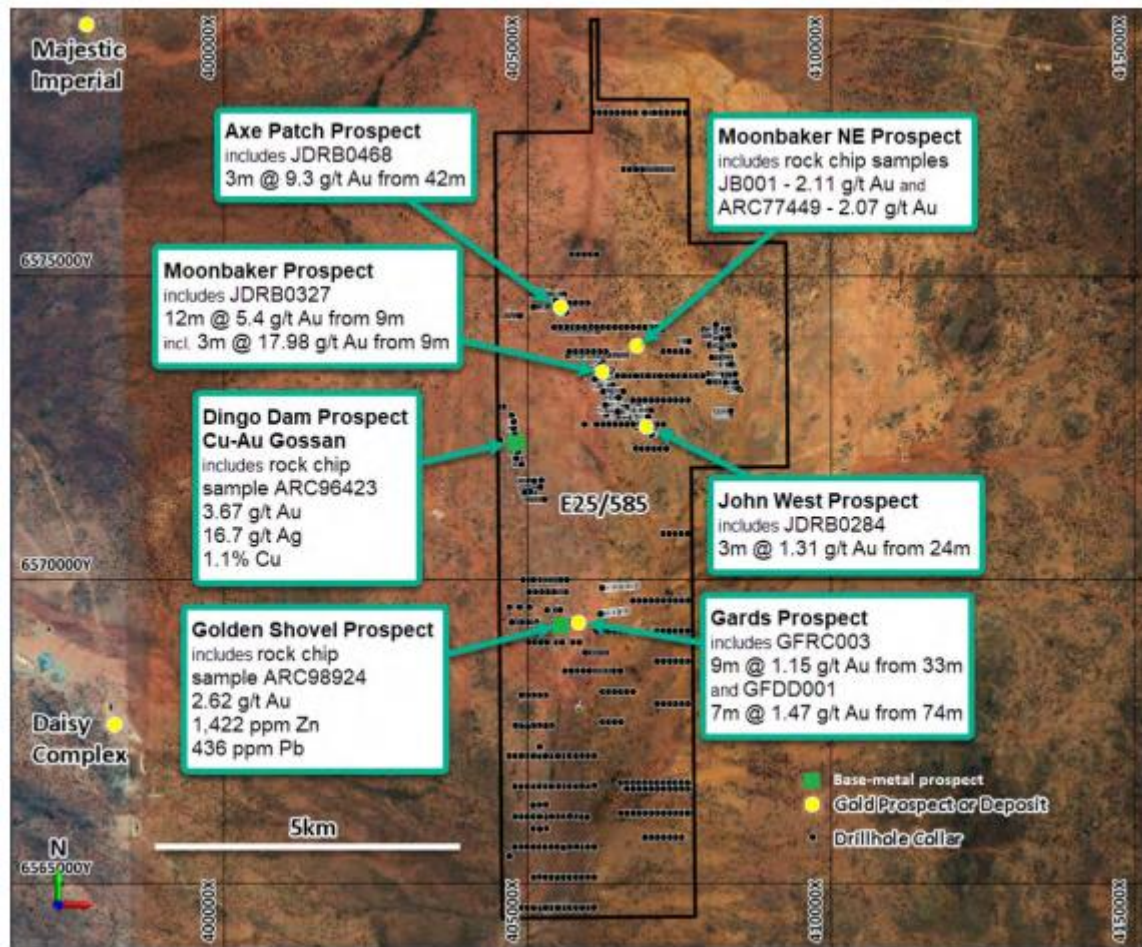 Majestic
Imperial
400000X
405000X
410000X
415000X
Axe Patch Prospect
includes JDRB0468
3m @ 9.3 g/t Au from 42m
Moonbaker NE Prospect
includes rock chip samples
JB001 - 2.11 g/t Au and
ARC77449 - 2.07 g/t Au
6575000Y
Moonbaker Prospect
includes JDRB0327
12m @ 5.4 g/t Au from 9m
incl. 3m @ 17.98 g/t Au from 9m
Dingo Dam Prospect
Cu-Au Gossan
includes rock chip
sample ARC96423
3.67 g/t Au
16.7 g/t Ag
1.1% Cu
E25/585
John West Prospect
includes JDRB0284
3m @ 1.31 g/t Au from 24m
6570000Y
Golden Shovel Prospect
includes rock chip
sample ARC98924
2.62 g/t Au
1,422 ppm Zn
436 ppm Pb
Gards Prospect
includes GFRC003
9m @ 1.15 g/t Au from 33m
and GFDD001
7m @ 1.47 g/t Au from 74m
Daisy
Complex
Base-metal prospect
Gold Prospect or Deposit
Drillhole Collar
5km
N
6565000Y
400000X
405000X
410000X
415000X